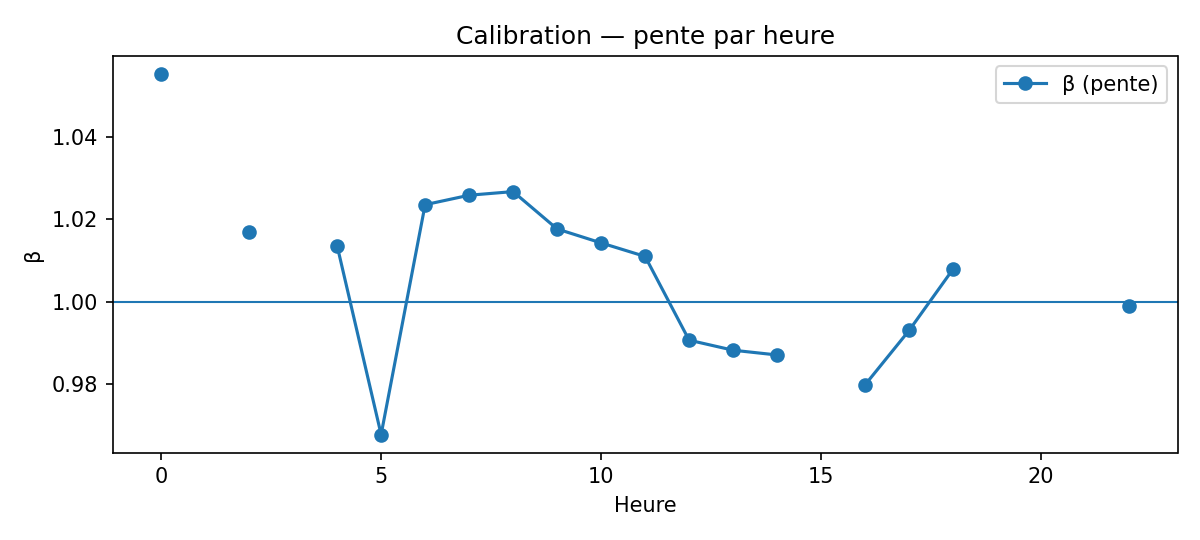 Calibration — pente par heure
β (pente)
1.04
1.02
1.00
0.98
β
0 5 10 15 20
Heure